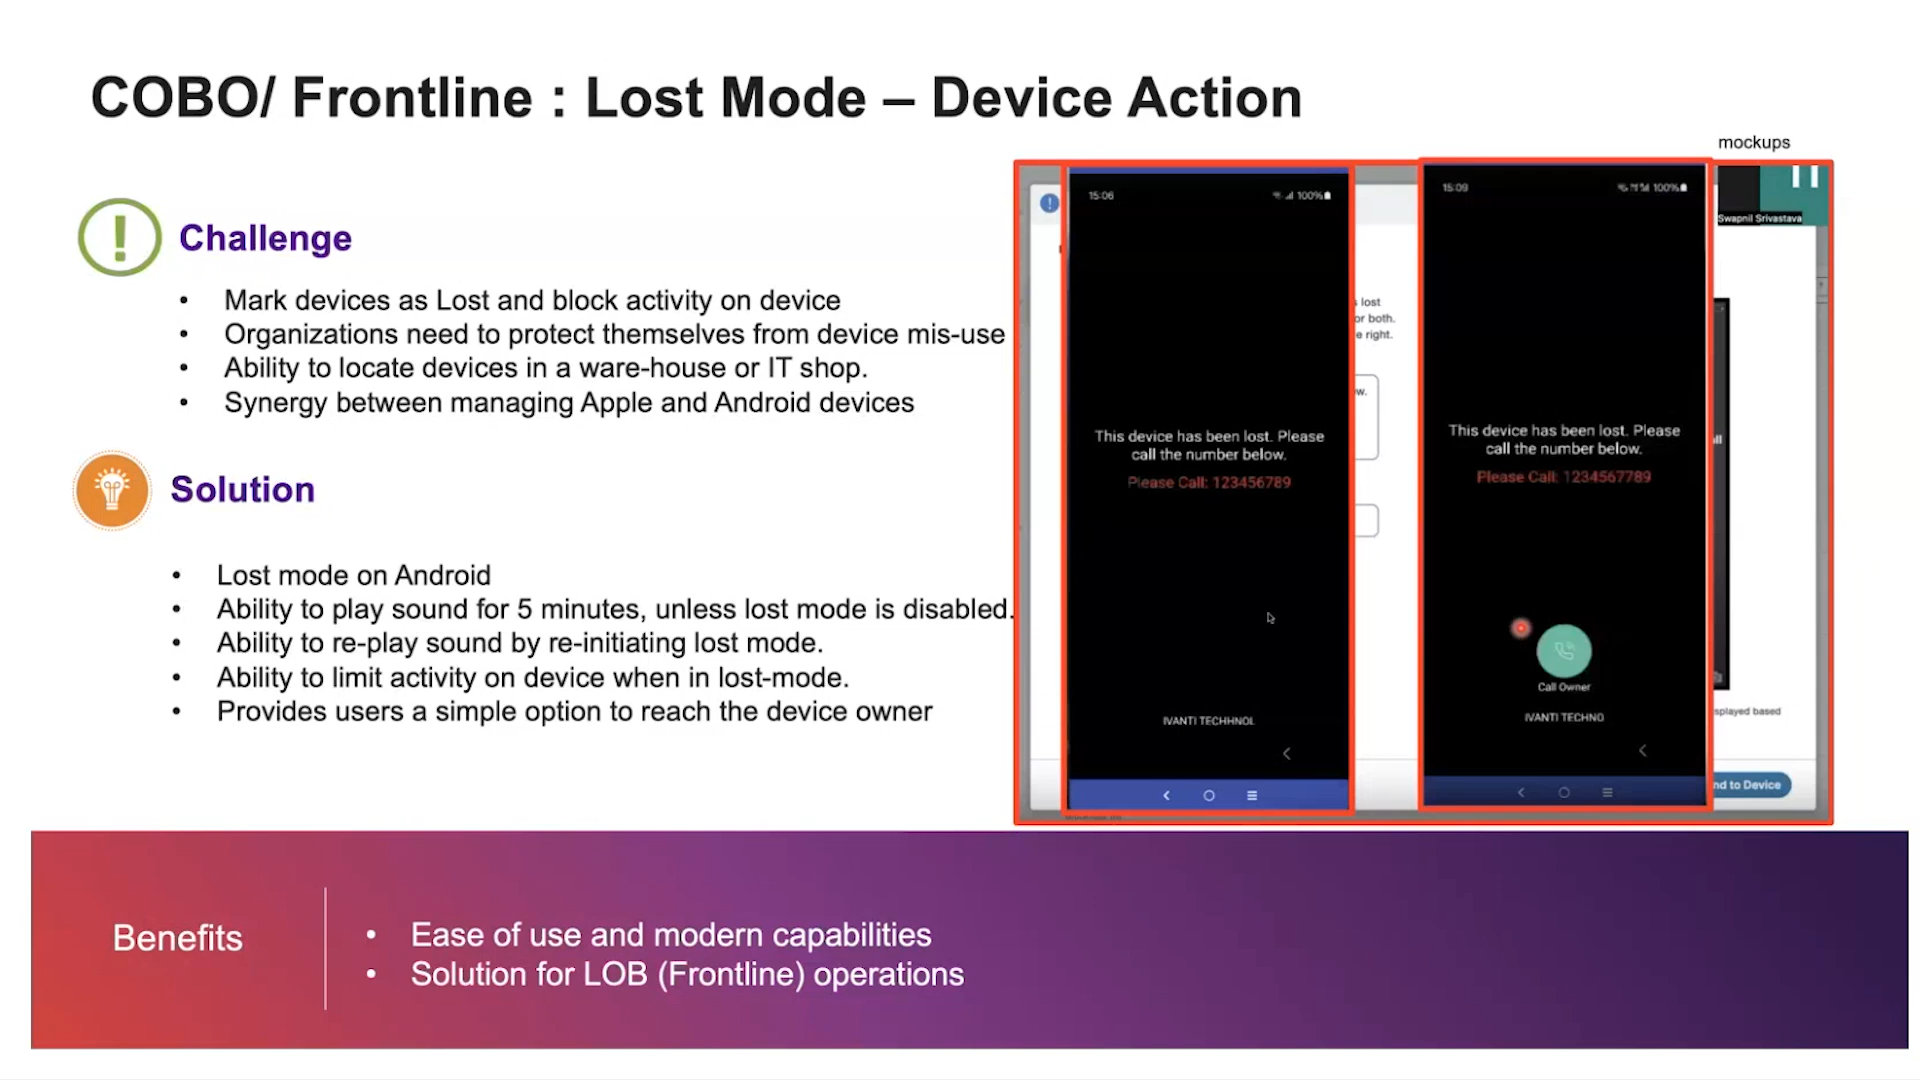 COBO/ Frontline : Lost Mode – Device Action
mockups
Challenge
• Mark devices as Lost and block activity on device
• Organizations need to protect themselves from device mis-use
• Ability to locate devices in a ware-house or IT shop.
• Synergy between managing Apple and Android devices
Solution
• Lost mode on Android
• Ability to play sound for 5 minutes, unless lost mode is disabled.
• Ability to re-play sound by re-initiating lost mode.
• Ability to limit activity on device when in lost-mode.
• Provides users a simple option to reach the device owner
15:06
100%
This device has been lost. Please
call the number below.
Please Call: 123456789
IVANTI TECHHNOL
lost
or both.
e right.
w.
15:09
100%
This device has been lost. Please
call the number below.
Please Call: 1234567789
Call Owner
IVANTI TECHNO
Swapnil Srivastava
all
splayed based
nd to Device
Benefits
• Ease of use and modern capabilities
• Solution for LOB (Frontline) operations